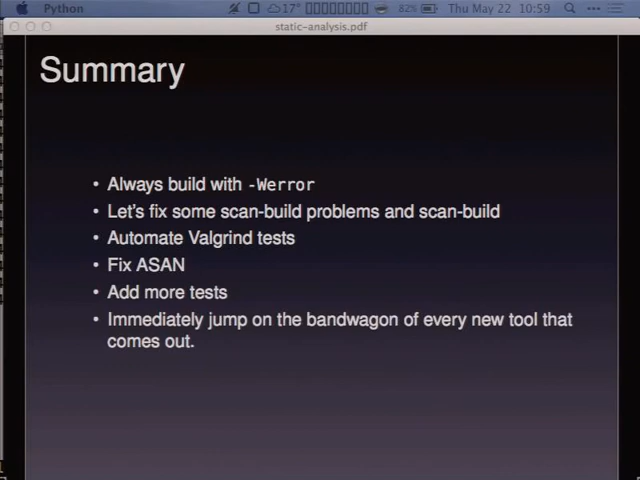 Python
17°
82%
Thu May 22
10:59
static-analysis.pdf
Summary
• Always build with -Werror
• Let's fix some scan-build problems and scan-build
• Automate Valgrind tests
• Fix ASAN
• Add more tests
• Immediately jump on the bandwagon of every new tool that
comes out.